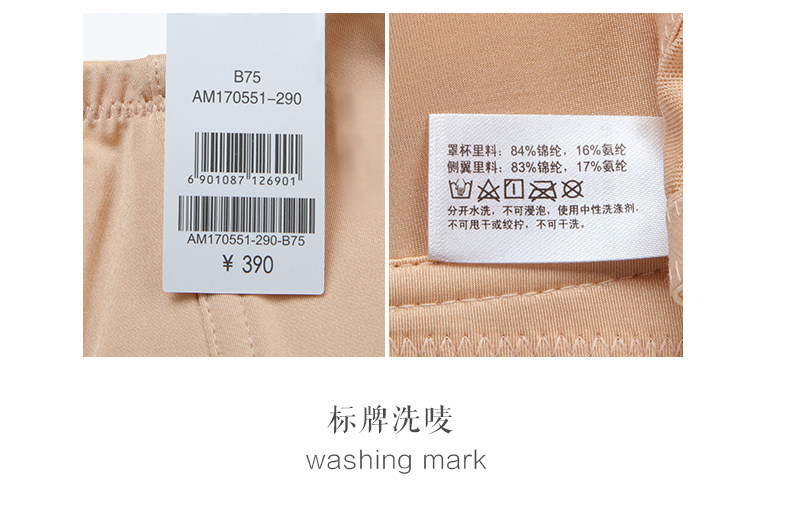 B75
AM170551-290
6 901087 126901
AM170551-290-B75
¥ 390
罩杯里料：84%锦纶，16%氨纶
侧翼里料：83%锦纶，17%氨纶
分开水洗，不可浸泡，使用中性洗涤剂，
不可甩干或绞拧，不可干洗。
标牌洗唛
washing mark